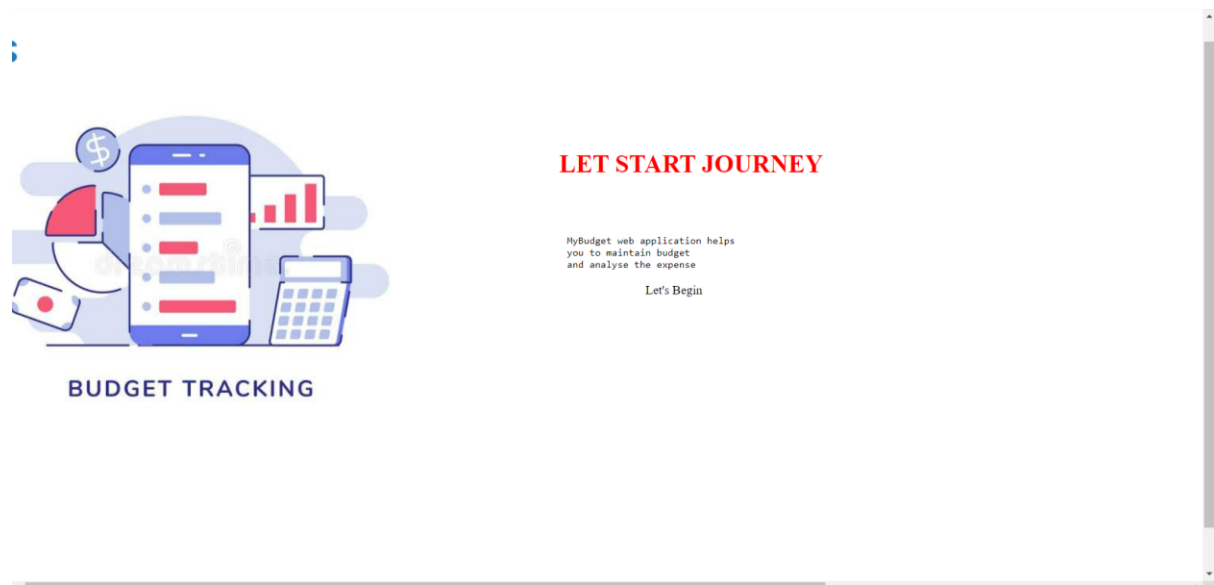 LET START JOURNEY
MyBudget web application helps
you to maintain budget
and analyse the expense
Let's Begin
dreamstime
BUDGET TRACKING